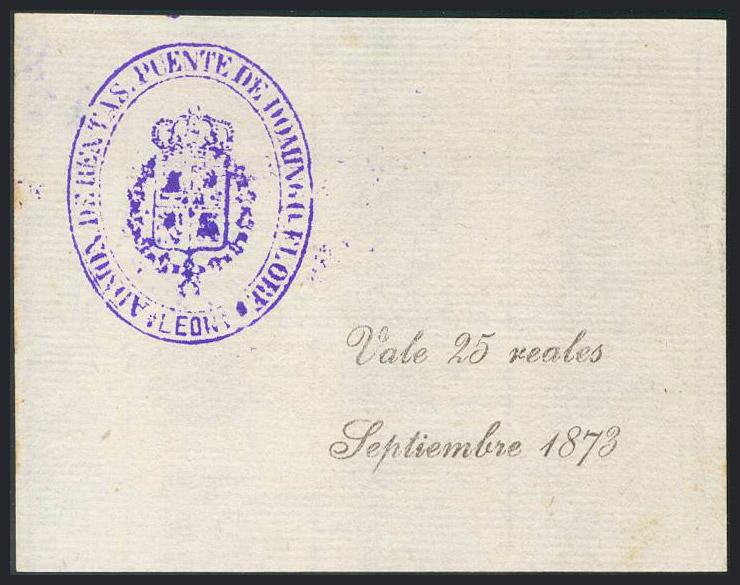 ADMON. DE RENTAS. PUENTE DE DOMINGO FLOREZ
LEON
Vale 25 reales
Septiembre 1873